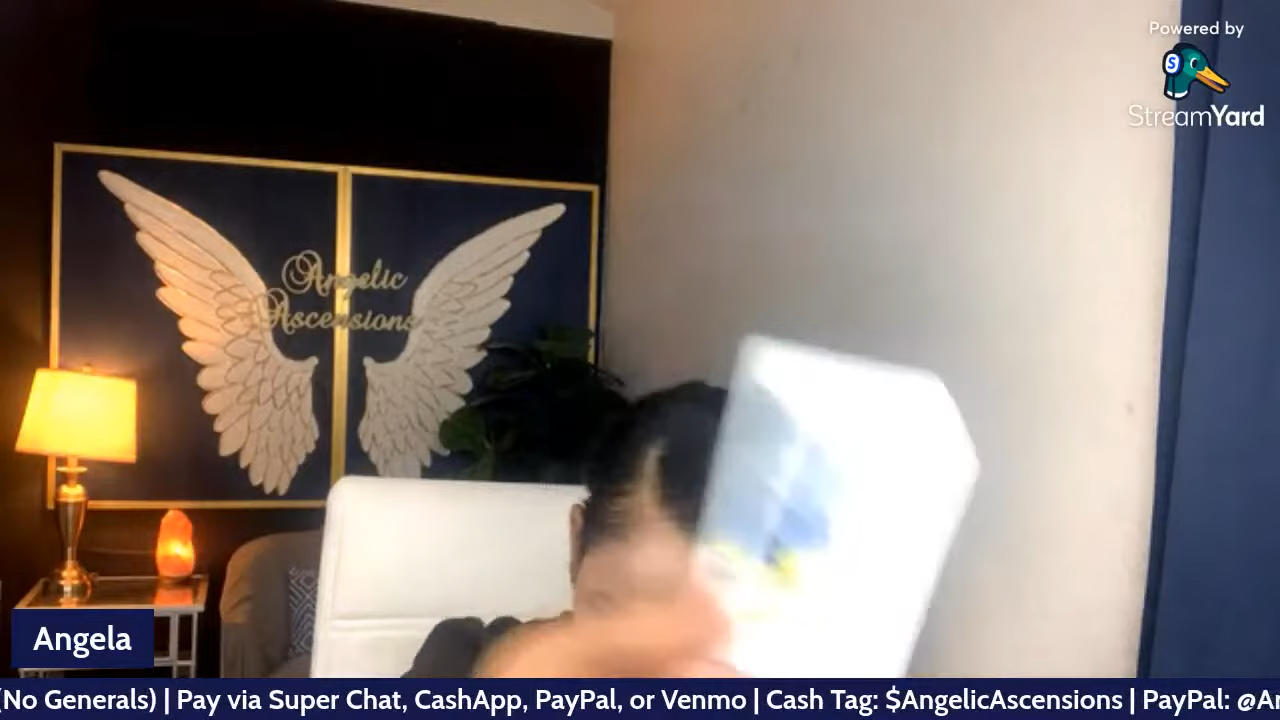 Powered by
StreamYard
Angelic
Ascensions
Angela
(No Generals) | Pay via Super Chat, CashApp, PayPal, or Venmo | Cash Tag: $AngelicAscensions | PayPal: @A